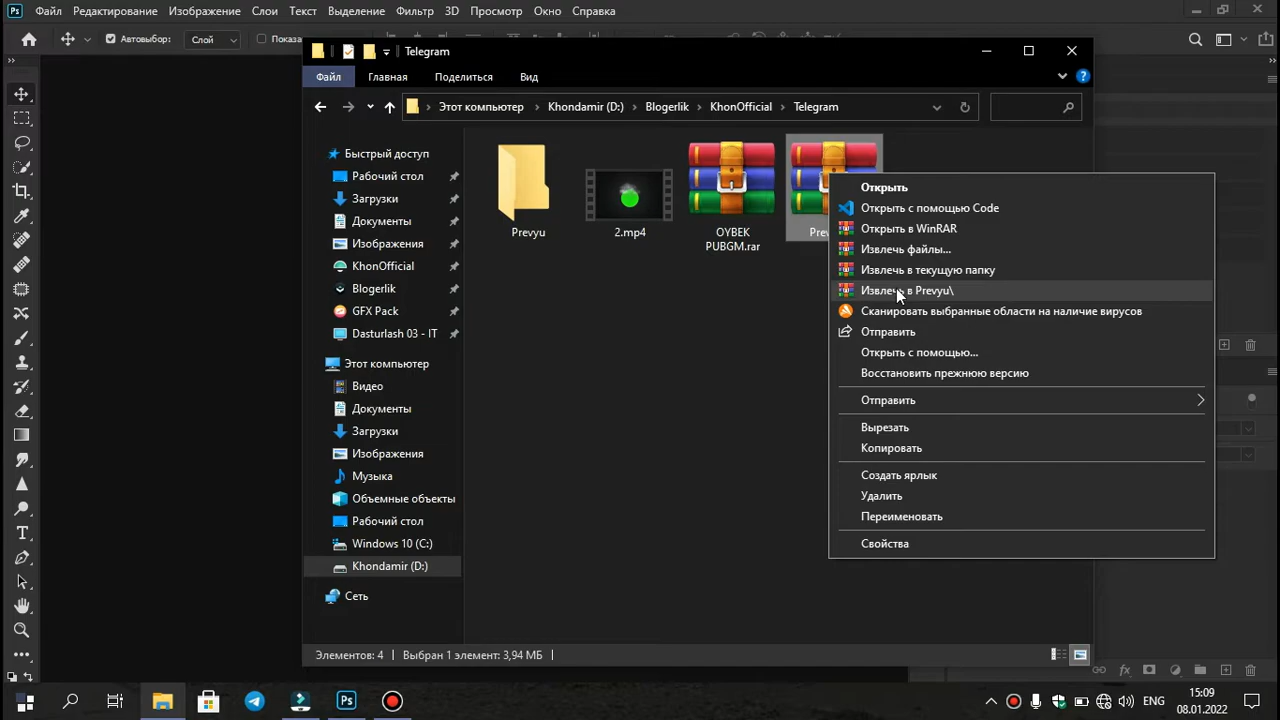 Ps Файл Редактирование Изображение Слои Текст Выделение Фильтр 3D Просмотр Окно Справка
Автовыбор: Слой Показа
Telegram
Файл Главная Поделиться Вид
Этот компьютер Khondamir (D:) Blogerlik KhonOfficial Telegram
Быстрый доступ
Рабочий стол
Загрузки
Документы
Изображения
KhonOfficial
Blogerlik
GFX Pack
Dasturlash 03 - IT
Этот компьютер
Видео
Документы
Загрузки
Изображения
Музыка
Объемные объекты
Рабочий стол
Windows 10 (C:)
Khondamir (D:)
Сеть
Prevyu
2.mp4
OYBEK
PUBGM.rar
Открыть
Открыть с помощью Code
Открыть в WinRAR
Извлечь файлы...
Извлечь в текущую папку
Извлечь в Prevyu\
Сканировать выбранные области на наличие вирусов
Отправить
Открыть с помощью...
Восстановить прежнюю версию
Отправить
Вырезать
Копировать
Создать ярлык
Удалить
Переименовать
Свойства
Элементов: 4 Выбран 1 элемент: 3,94 МБ
fx
Ps
ENG
15:09
08.01.2022